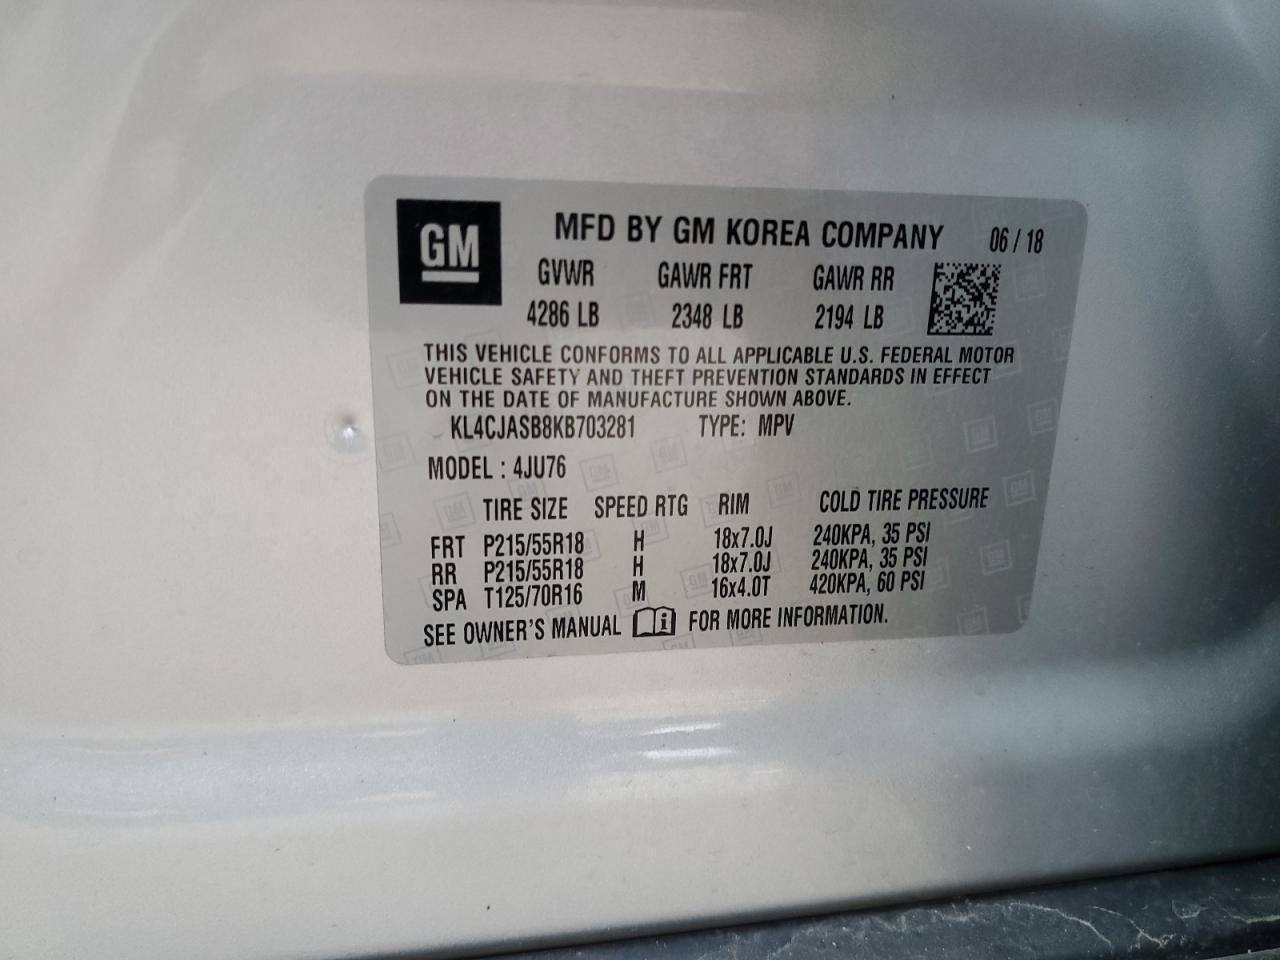 GM
MFD BY GM KOREA COMPANY 06 / 18
GVWR GAWR FRT GAWR RR
4286 LB 2348 LB 2194 LB
THIS VEHICLE CONFORMS TO ALL APPLICABLE U.S. FEDERAL MOTOR
VEHICLE SAFETY AND THEFT PREVENTION STANDARDS IN EFFECT
ON THE DATE OF MANUFACTURE SHOWN ABOVE.
KL4CJASB8KB703281 TYPE: MPV
MODEL : 4JU76
TIRE SIZE SPEED RTG RIM COLD TIRE PRESSURE
FRT P215/55R18 H 18x7.0J 240KPA, 35 PSI
RR P215/55R18 H 18x7.0J 240KPA, 35 PSI
SPA T125/70R16 M 16x4.0T 420KPA, 60 PSI
SEE OWNER'S MANUAL i FOR MORE INFORMATION.